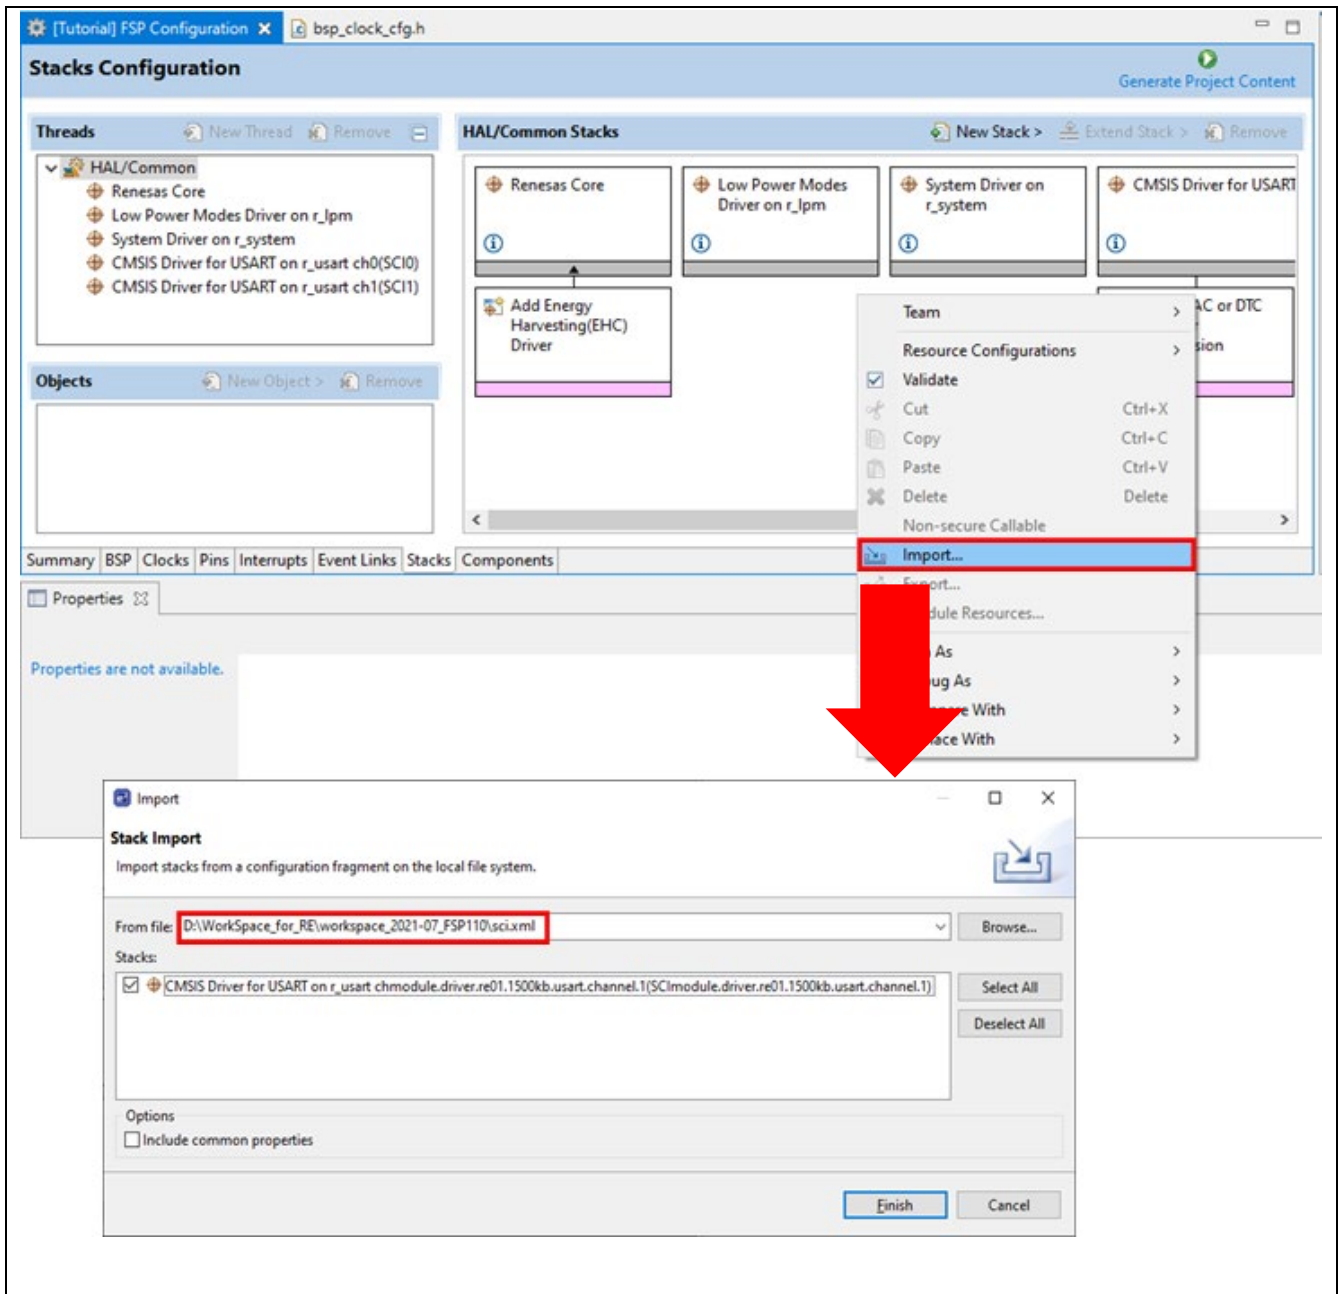 [Tutorial] FSP Configuration
bsp_clock_cfg.h
Stacks Configuration
Generate Project Content
Threads
New Thread
Remove
HAL/Common Stacks
New Stack >
Extend Stack >
Remove
HAL/Common
Renesas Core
Low Power Modes Driver on r_lpm
System Driver on r_system
CMSIS Driver for USART on r_usart ch0(SCI0)
CMSIS Driver for USART on r_usart ch1(SCI1)
Objects
New Object >
Remove
Renesas Core
Low Power Modes
Driver on r_lpm
System Driver on
r_system
CMSIS Driver for USART
Add Energy
Harvesting(EHC)
Driver
AC or DTC
sion
Team
Resource Configurations
Validate
Cut Ctrl+X
Copy Ctrl+C
Paste Ctrl+V
Delete Delete
Non-secure Callable
Import...
Export...
dule Resources...
As
ug As
With
ace With
Summary BSP Clocks Pins Interrupts Event Links Stacks Components
Properties
Properties are not available.
Import
Stack Import
Import stacks from a configuration fragment on the local file system.
From file: D:\WorkSpace_for_RE\workspace_2021-07_FSP110\sci.xml
Browse...
Stacks:
CMSIS Driver for USART on r_usart chmodule.driver.re01.1500kb.usart.channel.1(SCImodule.driver.re01.1500kb.usart.channel.1)
Select All
Deselect All
Options
Include common properties
Finish
Cancel